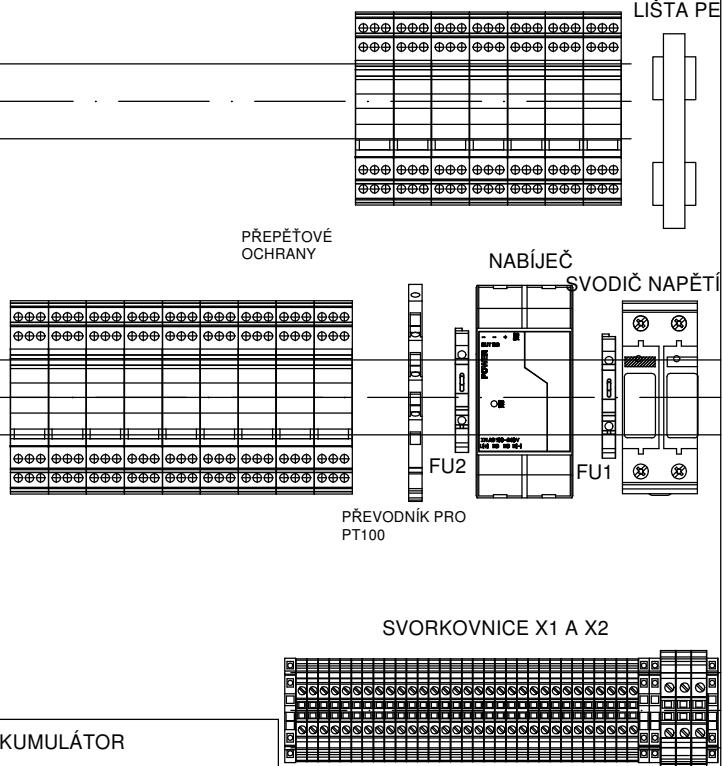 LIŠTA PE
PŘEPĚŤOVÉ
OCHRANY
NABÍJEČ
SVODIČ NAPĚTÍ
POWER
FU2
FU1
PŘEVODNÍK PRO
PT100
SVORKOVNICE X1 A X2
KUMULÁTOR